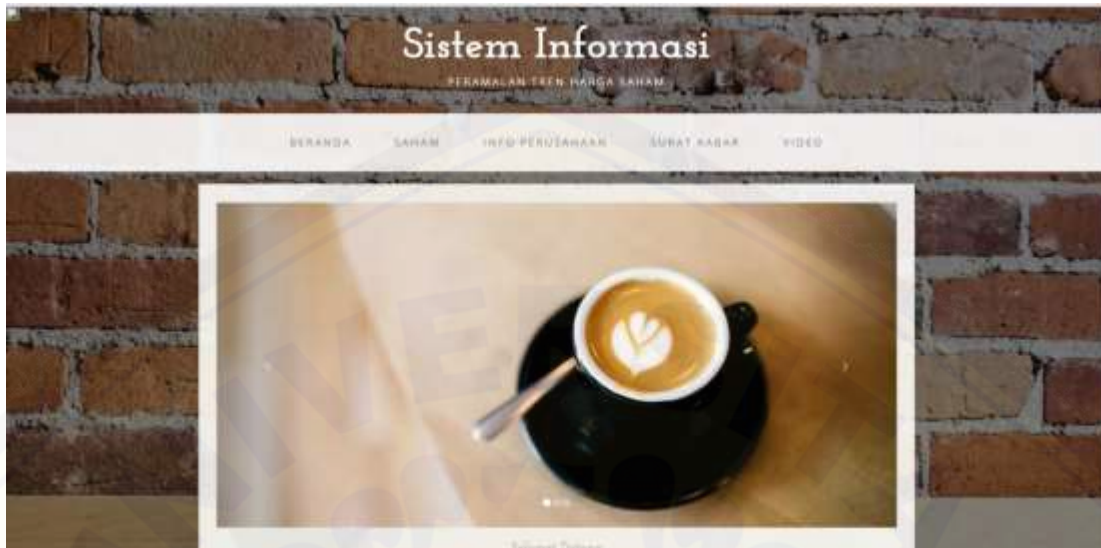 Sistem Informasi
PERAMALAN TREN HARGA SAHAM
BERANDA SAHAM INFO PERUSAHAAN SURAT KABAR VIDEO